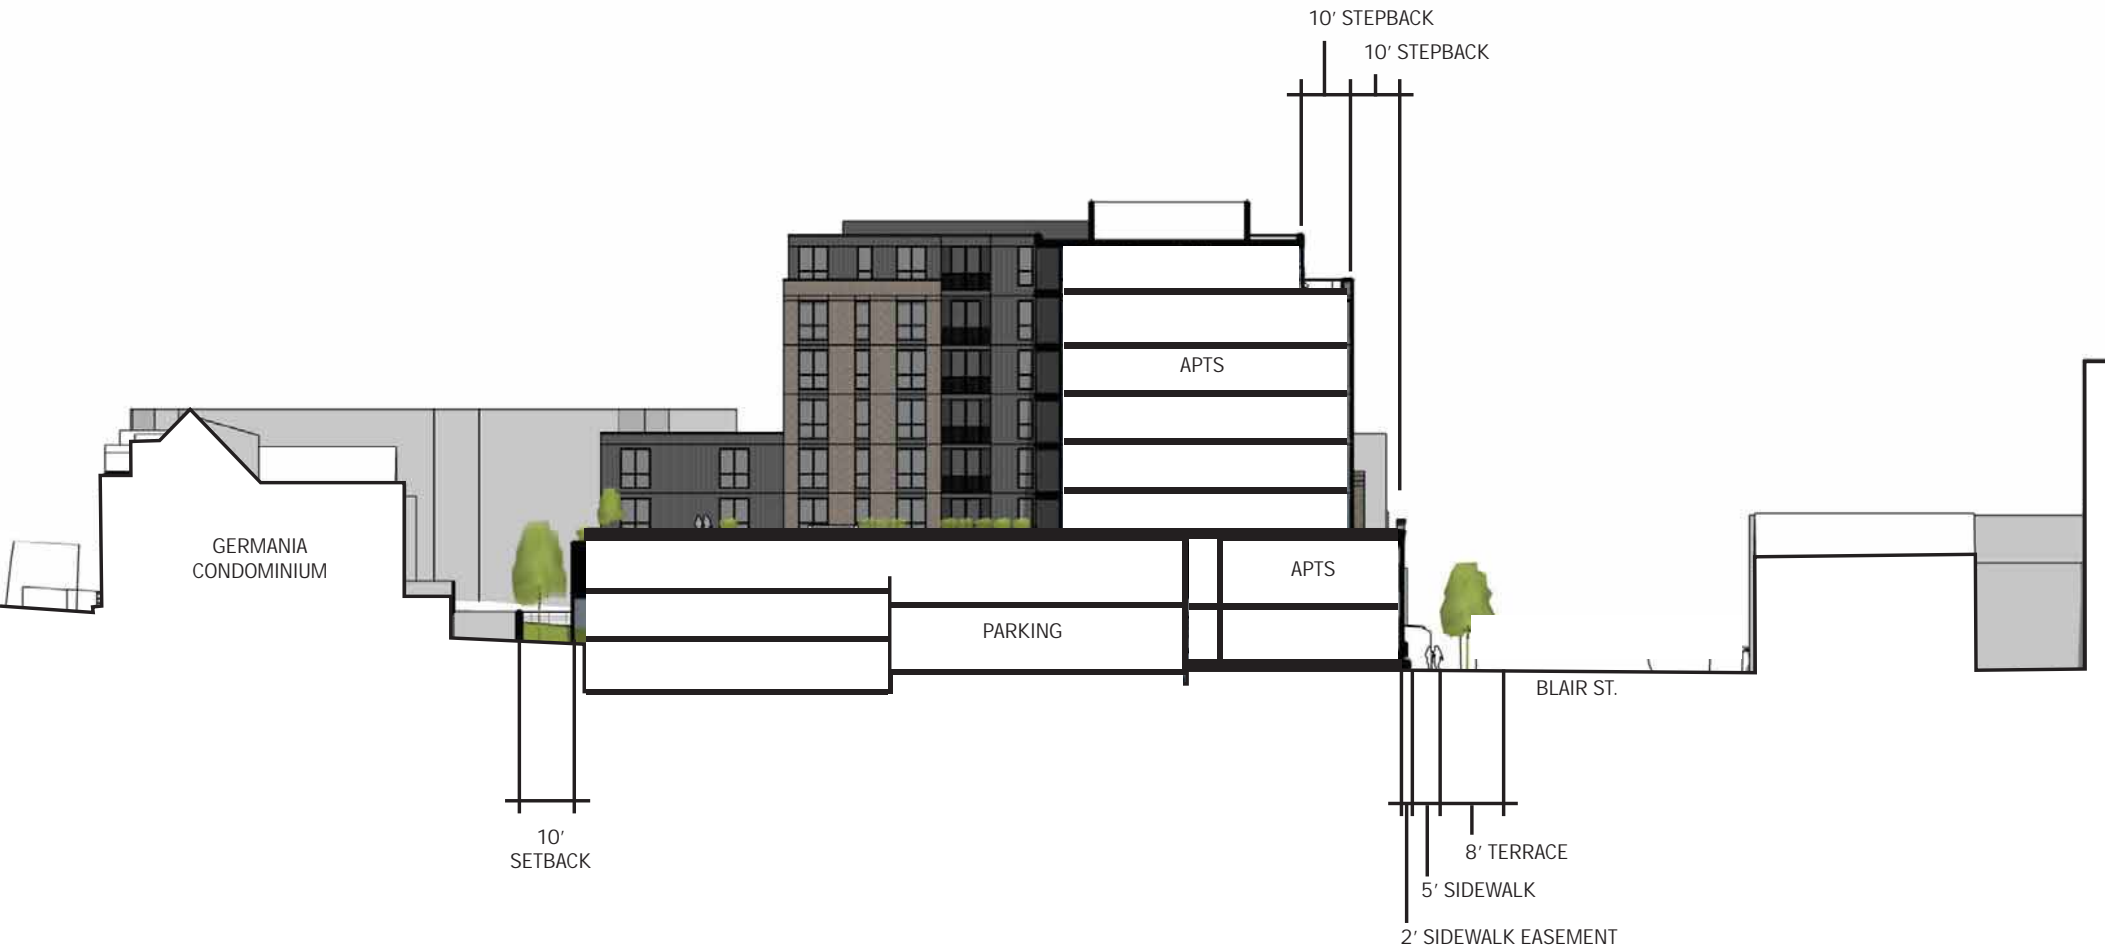 10′ STEPBACK
10′ STEPBACK
APTS
GERMANIA
CONDOMINIUM
APTS
PARKING
BLAIR ST.
10′
SETBACK
8′ TERRACE
5′ SIDEWALK
2′ SIDEWALK EASEMENT